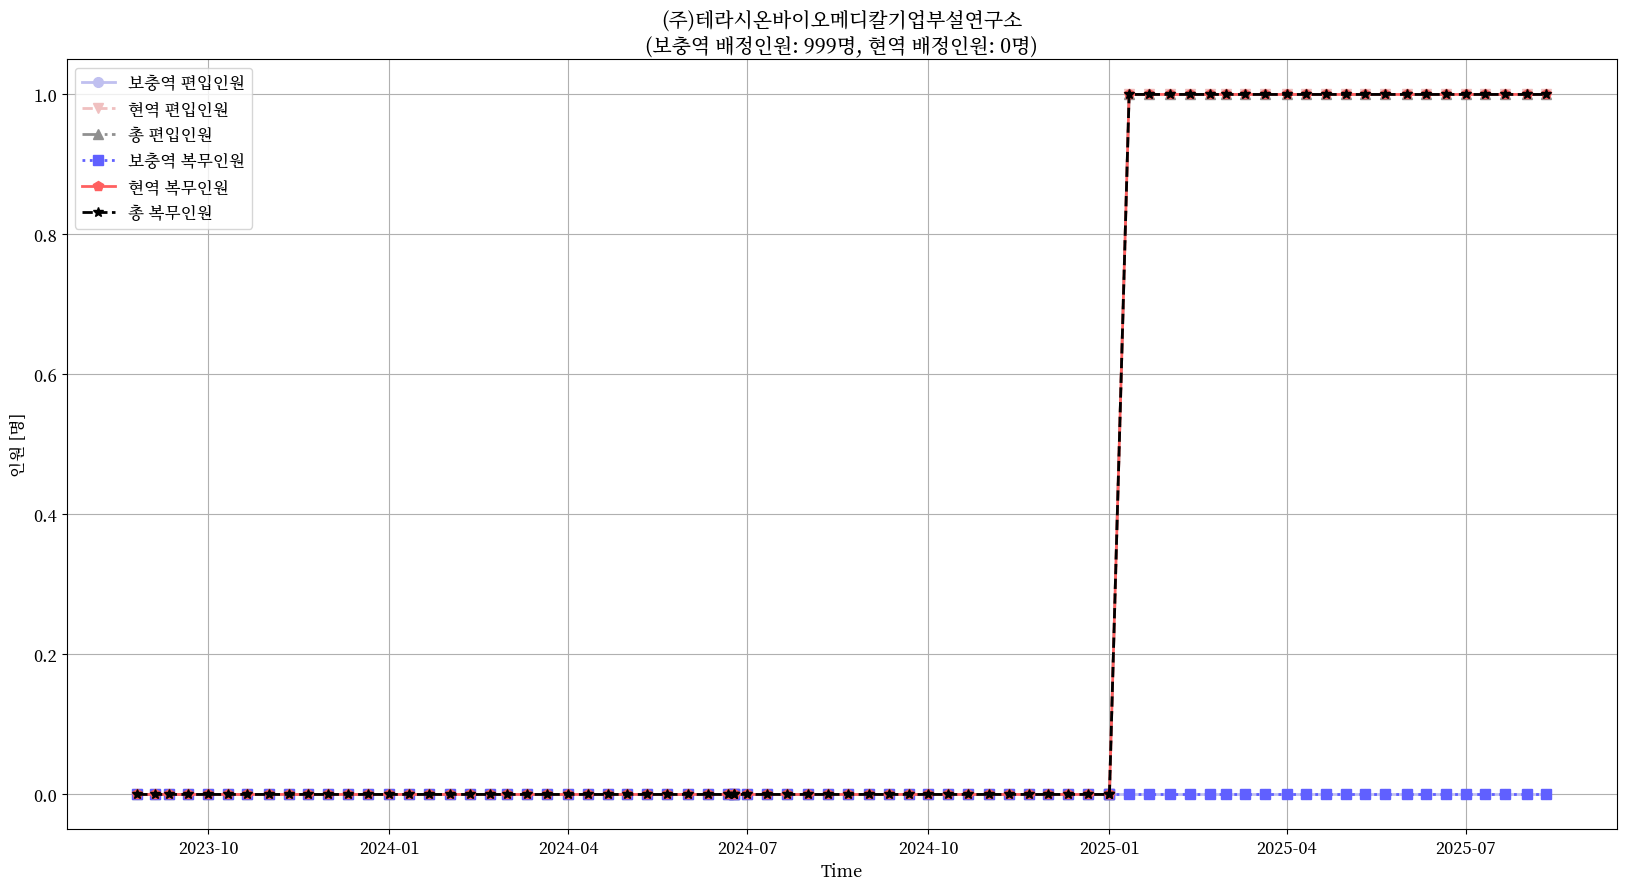 (주)테라시온바이오메디칼기업부설연구소
(보충역 배정인원: 999명, 현역 배정인원: 0명)
보충역 편입인원
현역 편입인원
총 편입인원
보충역 복무인원
현역 복무인원
총 복무인원
인원 [명]
1.0
0.8
0.6
0.4
0.2
0.0
2023-10
2024-01
2024-04
2024-07
2024-10
2025-01
2025-04
2025-07
Time